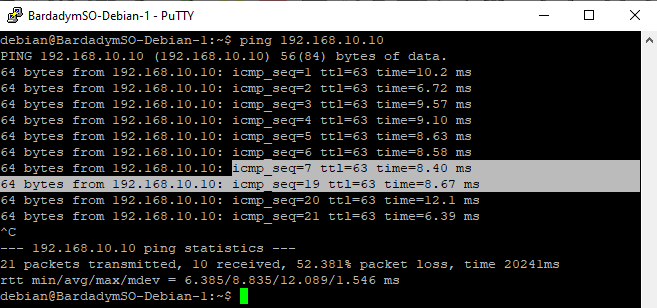 BardadymSO-Debian-1 - PuTTY
debian@BardadymSO-Debian-1:~$ ping 192.168.10.10
PING 192.168.10.10 (192.168.10.10) 56(84) bytes of data.
64 bytes from 192.168.10.10: icmp_seq=1 ttl=63 time=10.2 ms
64 bytes from 192.168.10.10: icmp_seq=2 ttl=63 time=6.72 ms
64 bytes from 192.168.10.10: icmp_seq=3 ttl=63 time=9.57 ms
64 bytes from 192.168.10.10: icmp_seq=4 ttl=63 time=9.10 ms
64 bytes from 192.168.10.10: icmp_seq=5 ttl=63 time=8.63 ms
64 bytes from 192.168.10.10: icmp_seq=6 ttl=63 time=8.58 ms
64 bytes from 192.168.10.10: icmp_seq=7 ttl=63 time=8.40 ms
64 bytes from 192.168.10.10: icmp_seq=19 ttl=63 time=8.67 ms
64 bytes from 192.168.10.10: icmp_seq=20 ttl=63 time=12.1 ms
64 bytes from 192.168.10.10: icmp_seq=21 ttl=63 time=6.39 ms
^C
--- 192.168.10.10 ping statistics ---
21 packets transmitted, 10 received, 52.381% packet loss, time 20241ms
rtt min/avg/max/mdev = 6.385/8.835/12.089/1.546 ms
debian@BardadymSO-Debian-1:~$